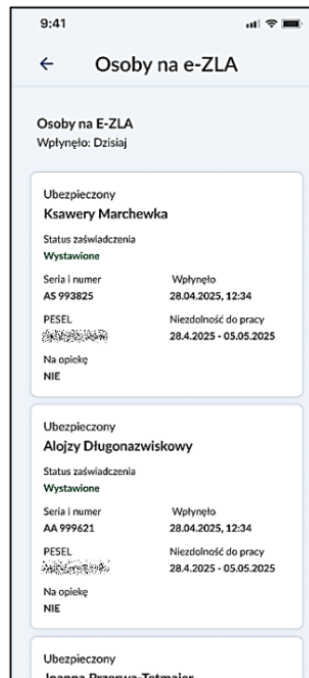 9:41
Osoby na e-ZLA
Osoby na E-ZLA
Wpłynęło: Dzisiaj
Ubezpieczony
Ksawery Marchewka
Status zaświadczenia
Wystawione
Seria i numer Wpłynęło
AS 993825 28.04.2025, 12:34
PESEL Niezdolność do pracy
28.4.2025 - 05.05.2025
Na opiekę
NIE
Ubezpieczony
Alojzy Długonazwiskowy
Status zaświadczenia
Wystawione
Seria i numer Wpłynęło
AA 999621 28.04.2025, 12:34
PESEL Niezdolność do pracy
28.4.2025 - 05.05.2025
Na opiekę
NIE
Ubezpieczony
Joanna Przerwa-Tetmajer